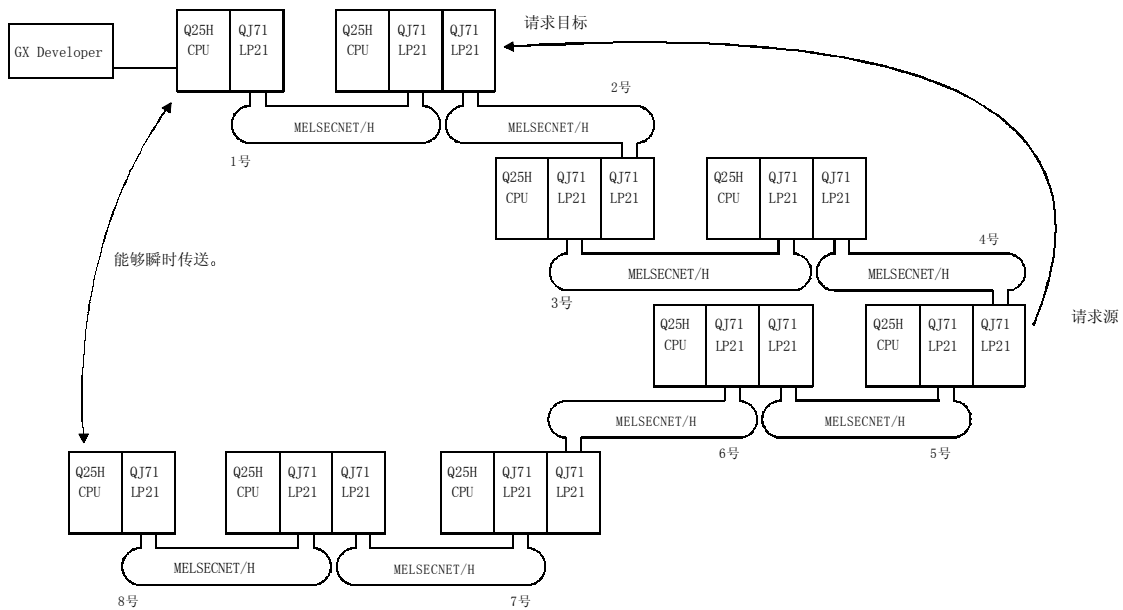 GX Developer
Q25H CPU
QJ71 LP21
Q25H CPU
QJ71 LP21
QJ71 LP21
请求目标
MELSECNET/H
1号
MELSECNET/H
2号
Q25H CPU
QJ71 LP21
QJ71 LP21
Q25H CPU
QJ71 LP21
QJ71 LP21
能够瞬时传送。
MELSECNET/H
3号
MELSECNET/H
4号
Q25H CPU
QJ71 LP21
QJ71 LP21
Q25H CPU
QJ71 LP21
QJ71 LP21
请求源
MELSECNET/H
6号
MELSECNET/H
5号
Q25H CPU
QJ71 LP21
Q25H CPU
QJ71 LP21
QJ71 LP21
Q25H CPU
QJ71 LP21
QJ71 LP21
MELSECNET/H
8号
MELSECNET/H
7号